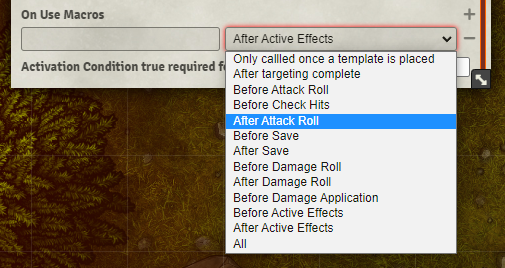 On Use Macros
After Active Effects
Activation Condition true required f
Only callled once a template is placed
After targeting complete
Before Attack Roll
Before Check Hits
After Attack Roll
Before Save
After Save
Before Damage Roll
After Damage Roll
Before Damage Application
Before Active Effects
After Active Effects
All